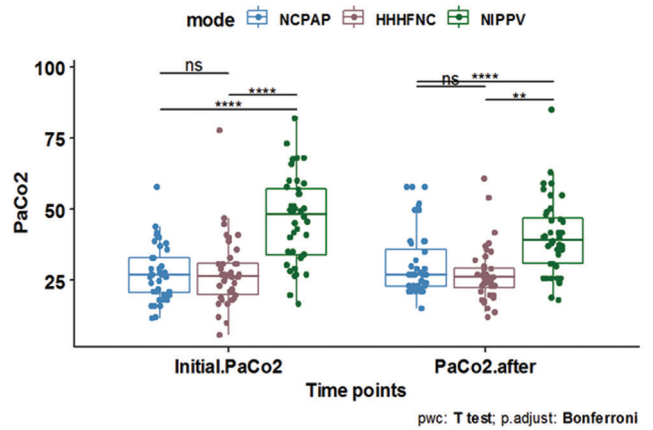 mode NCPAP HHHFNC NIPPV
100
75
50
25
PaCo2
ns
****
****
****
ns
**
Initial.PaCo2 PaCo2.after
Time points
pwc: T test; p.adjust: Bonferroni